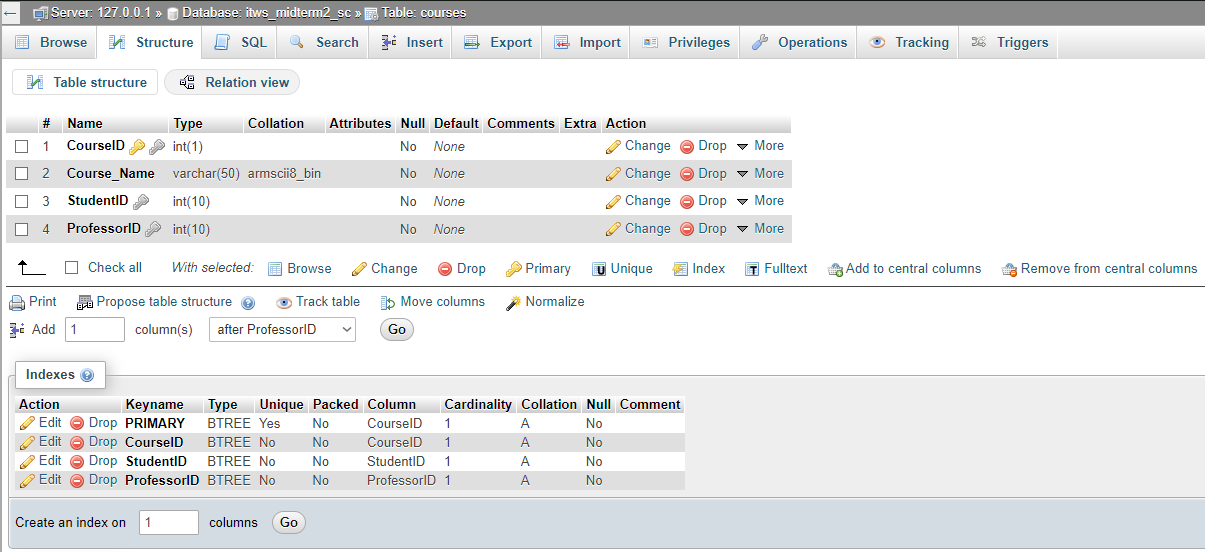 Server: 127.0.0.1 » Database: itws_midterm2_sc » Table: courses
Browse Structure SQL Search Insert Export Import Privileges Operations Tracking Triggers
Table structure Relation view
# Name Type Collation Attributes Null Default Comments Extra Action
1 CourseID int(1) No None Change Drop More
2 Course_Name varchar(50) armscii8_bin No None Change Drop More
3 StudentID int(10) No None Change Drop More
4 ProfessorID int(10) No None Change Drop More
Check all With selected: Browse Change Drop Primary Unique Index Fulltext Add to central columns Remove from central columns
Print Propose table structure Track table Move columns Normalize
Add 1 column(s) after ProfessorID Go
Indexes
Action Keyname Type Unique Packed Column Cardinality Collation Null Comment
Edit Drop PRIMARY BTREE Yes No CourseID 1 A No
Edit Drop CourseID BTREE No No CourseID 1 A No
Edit Drop StudentID BTREE No No StudentID 1 A No
Edit Drop ProfessorID BTREE No No ProfessorID 1 A No
Create an index on 1 columns Go